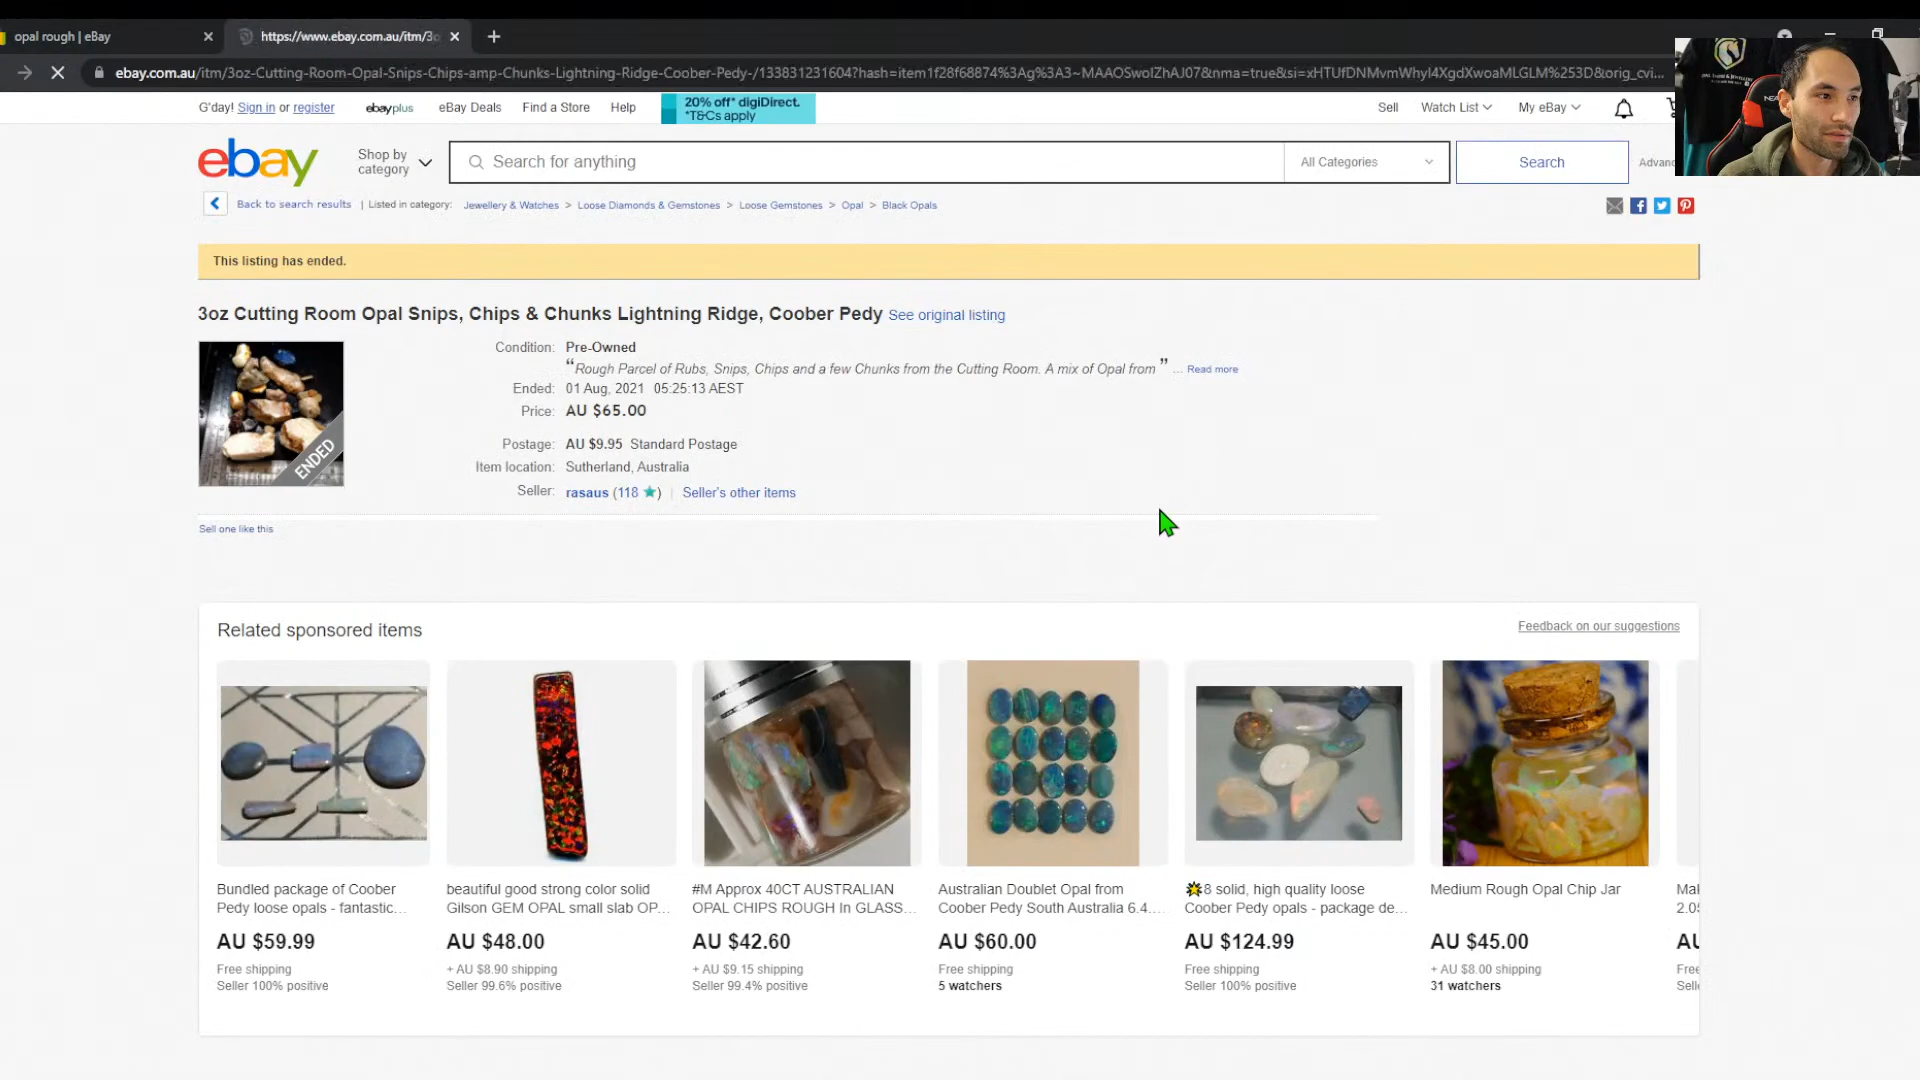 opal rough | eBay
https://www.ebay.com.au/itm/3o
ebay.com.au/itm/3oz-Cutting-Room-Opal-Snips-Chips-amp-Chunks-Lightning-Ridge-Coober-Pedy-/133831231604?hash=item1f28f68874%3Ag%3A3~MAAOSwoIZhAJ07&nma=true&si=xHTUfDNMvmWhyI4XgdXwoaMLGLM%253D&orig_cvi...
G'day! Sign in or register
ebayplus
eBay Deals
Find a Store
Help
20% off* digiDirect.
*T&Cs apply
Sell
Watch List
My eBay
ebay
Shop by
category
Search for anything
All Categories
Search
Back to search results | Listed in category: Jewellery & Watches > Loose Diamonds & Gemstones > Loose Gemstones > Opal > Black Opals
This listing has ended.
3oz Cutting Room Opal Snips, Chips & Chunks Lightning Ridge, Coober Pedy See original listing
ENDED
Condition: Pre-Owned
“Rough Parcel of Rubs, Snips, Chips and a few Chunks from the Cutting Room. A mix of Opal from ” ... Read more
Ended: 01 Aug, 2021 05:25:13 AEST
Price: AU $65.00
Postage: AU $9.95 Standard Postage
Item location: Sutherland, Australia
Seller: rasaus (118 ★) | Seller's other items
Sell one like this
Related sponsored items
Feedback on our suggestions
Bundled package of Coober
Pedy loose opals - fantastic...
AU $59.99
Free shipping
Seller 100% positive
beautiful good strong color solid
Gilson GEM OPAL small slab OP...
AU $48.00
+ AU $8.90 shipping
Seller 99.6% positive
#M Approx 40CT AUSTRALIAN
OPAL CHIPS ROUGH In GLASS...
AU $42.60
+ AU $9.15 shipping
Seller 99.4% positive
Australian Doublet Opal from
Coober Pedy South Australia 6.4...
AU $60.00
Free shipping
5 watchers
8 solid, high quality loose
Coober Pedy opals - package de...
AU $124.99
Free shipping
Seller 100% positive
Medium Rough Opal Chip Jar
AU $45.00
+ AU $8.00 shipping
31 watchers